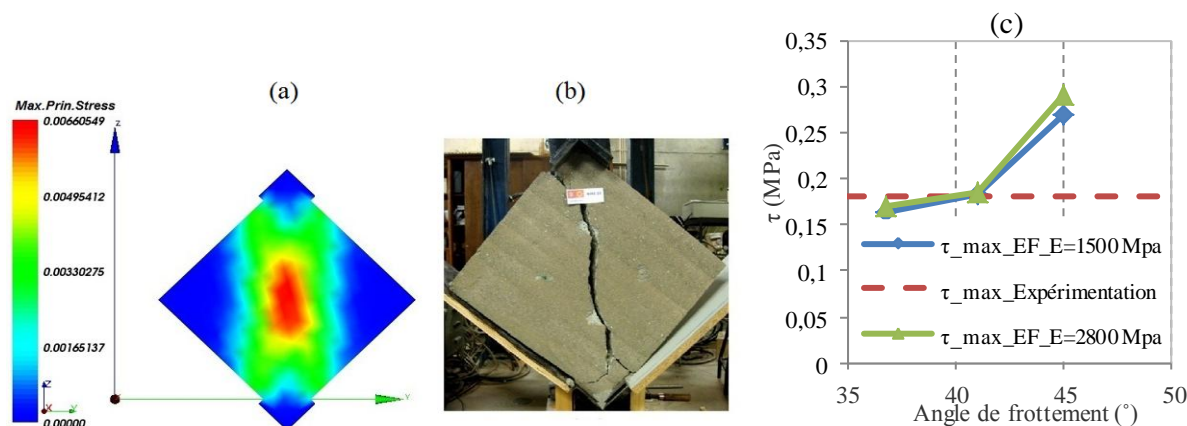 (a)
Max.Prin.Stress
0.00660549
0.00495412
0.00330275
0.00165137
0.00000
z
Y
Z
X
Y
(b)
(c)
τ (MPa)
0,35
0,3
0,25
0,2
0,15
0,1
0,05
0
τ_max_EF_E=1500 Mpa
τ_max_Expérimentation
τ_max_EF_E=2800 Mpa
35 40 45 50
Angle de frottement (°)